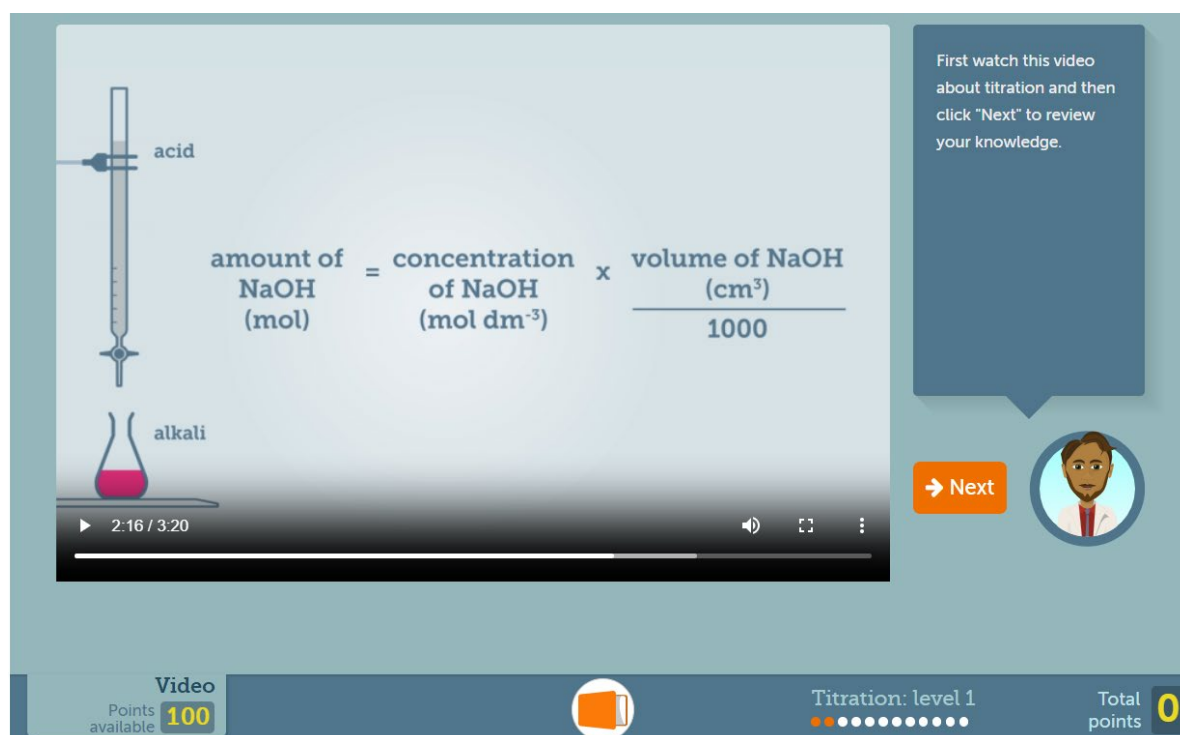 acid
amount of
NaOH
(mol)
=
concentration
of NaOH
(mol dm⁻³)
x
volume of NaOH
(cm³)
1000
alkali
2:16 / 3:20
First watch this video
about titration and then
click "Next" to review
your knowledge.
Next
Video
Points
available
100
Titration: level 1
Total
points
0